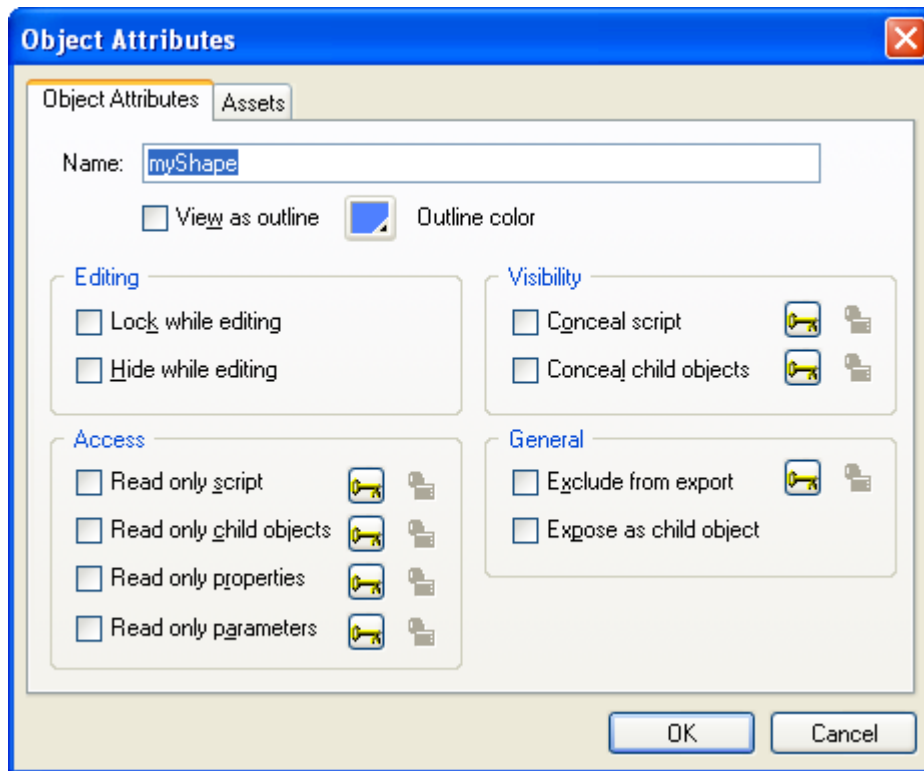 Object Attributes
Object Attributes Assets
Name: myShape
View as outline Outline color
Editing
Lock while editing
Hide while editing
Visibility
Conceal script
Conceal child objects
Access
Read only script
Read only child objects
Read only properties
Read only parameters
General
Exclude from export
Expose as child object
OK Cancel